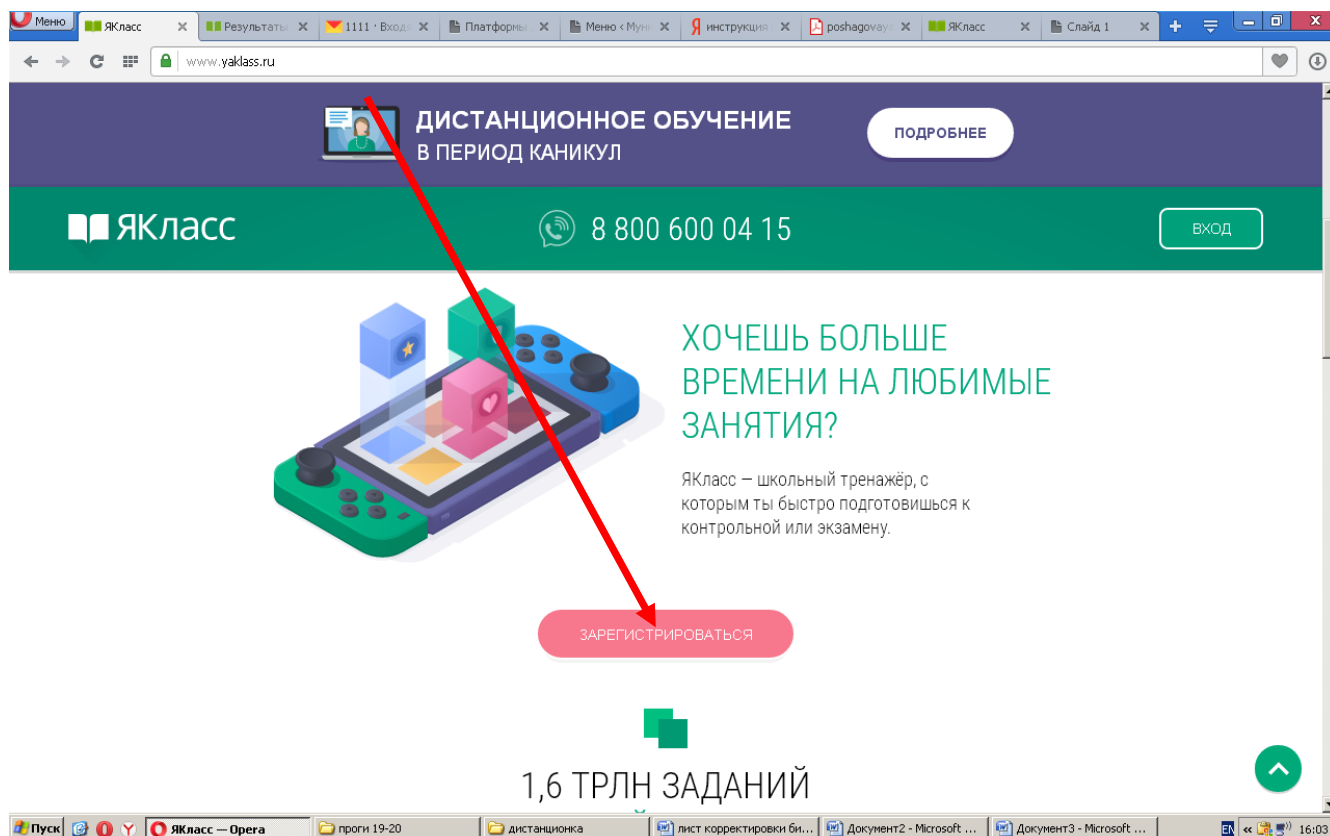 Меню
ЯКласс
Результаты
1111 · Входя
Платформы
Меню ‹ Муни
инструкция
poshagovaya
ЯКласс
Слайд 1
www.yaklass.ru
ДИСТАНЦИОННОЕ ОБУЧЕНИЕ
В ПЕРИОД КАНИКУЛ
ПОДРОБНЕЕ
ЯКласс
8 800 600 04 15
ВХОД
ХОЧЕШЬ БОЛЬШЕ
ВРЕМЕНИ НА ЛЮБИМЫЕ
ЗАНЯТИЯ?
ЯКласс — школьный тренажёр, с
которым ты быстро подготовишься к
контрольной или экзамену.
ЗАРЕГИСТРИРОВАТЬСЯ
1,6 ТРЛН ЗАДАНИЙ
Пуск
ЯКласс — Opera
проги 19-20
дистанционка
лист корректировки би...
Документ2 - Microsoft ...
Документ3 - Microsoft ...
EN
16:03